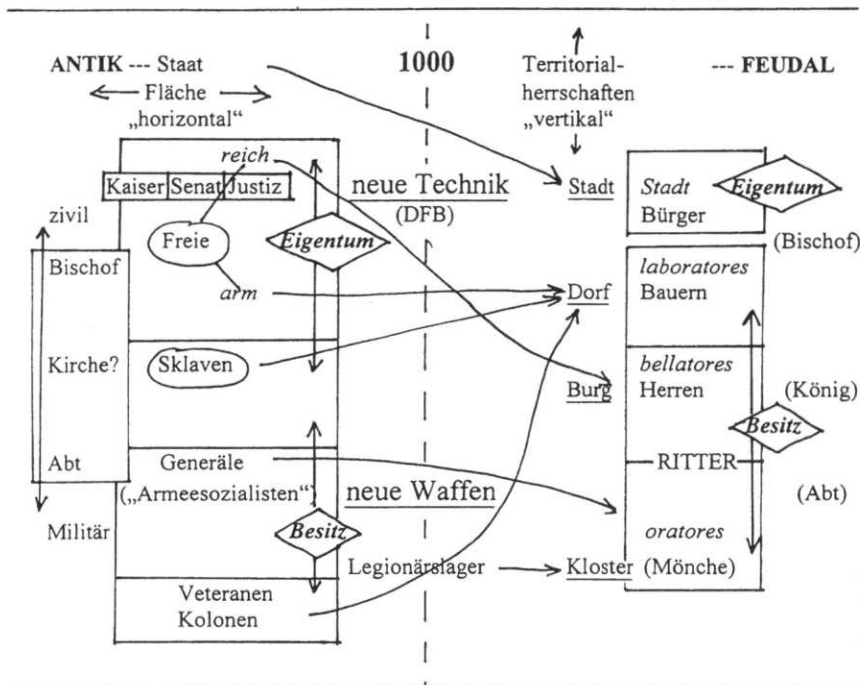 ANTIK --- Staat
Fläche
„horizontal“
1000
Territorial-
herrschaften
„vertikal“
--- FEUDAL
reich
Kaiser Senat Justiz
zivil
Freie
Eigentum
Bischof
arm
Kirche?
Sklaven
Abt
Generäle
(„Armeesozialisten“)
Militär
Besitz
Veteranen
Kolonen
neue Technik
(DFB)
neue Waffen
Legionärslager
Stadt
Dorf
Burg
Kloster
Stadt
Bürger
Eigentum
(Bischof)
laboratores
Bauern
bellatores
Herren
(König)
Besitz
RITTER
(Abt)
oratores
(Mönche)